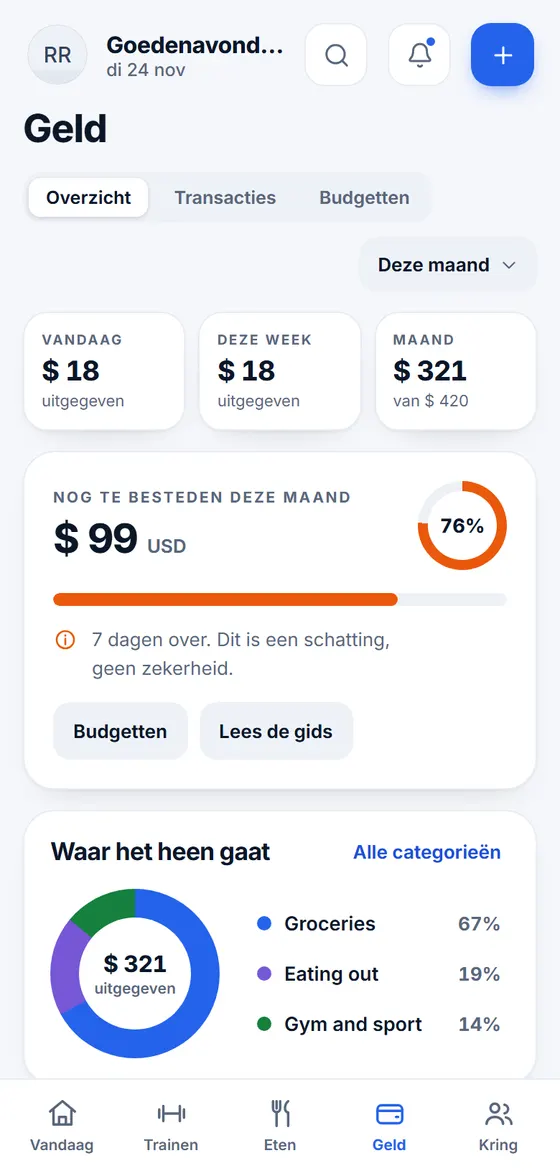 RR
Goedenavond...
di 24 nov
Geld
Overzicht
Transacties
Budgetten
Deze maand
VANDAAG
$ 18
uitgegeven
DEZE WEEK
$ 18
uitgegeven
MAAND
$ 321
van $ 420
NOG TE BESTEDEN DEZE MAAND
$ 99 USD
76%
7 dagen over. Dit is een schatting,
geen zekerheid.
Budgetten
Lees de gids
Waar het heen gaat
Alle categorieën
$ 321
uitgegeven
Groceries 67%
Eating out 19%
Gym and sport 14%
Vandaag
Trainen
Eten
Geld
Kring